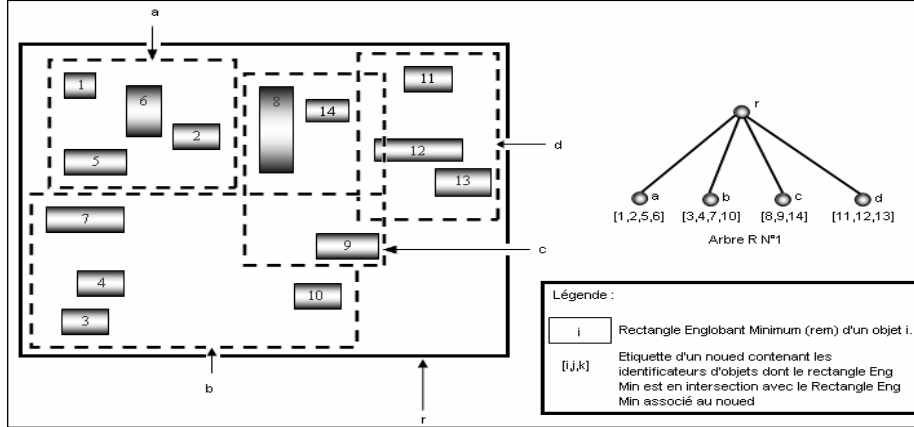 a
1
6
2
5
8
14
11
12
13
d
7
9
c
4
10
3
b
r
r
a
b
c
d
[1,2,5,6]
[3,4,7,10]
[8,9,14]
[11,12,13]
Arbre R N°1
Légende :
i
Rectangle Englobant Minimum (rem) d'un objet i.
[i,j,k]
Etiquette d'un noued contenant les
identificateurs d'objets dont le rectangle Eng
Min est en intersection avec le Rectangle Eng
Min associé au noued